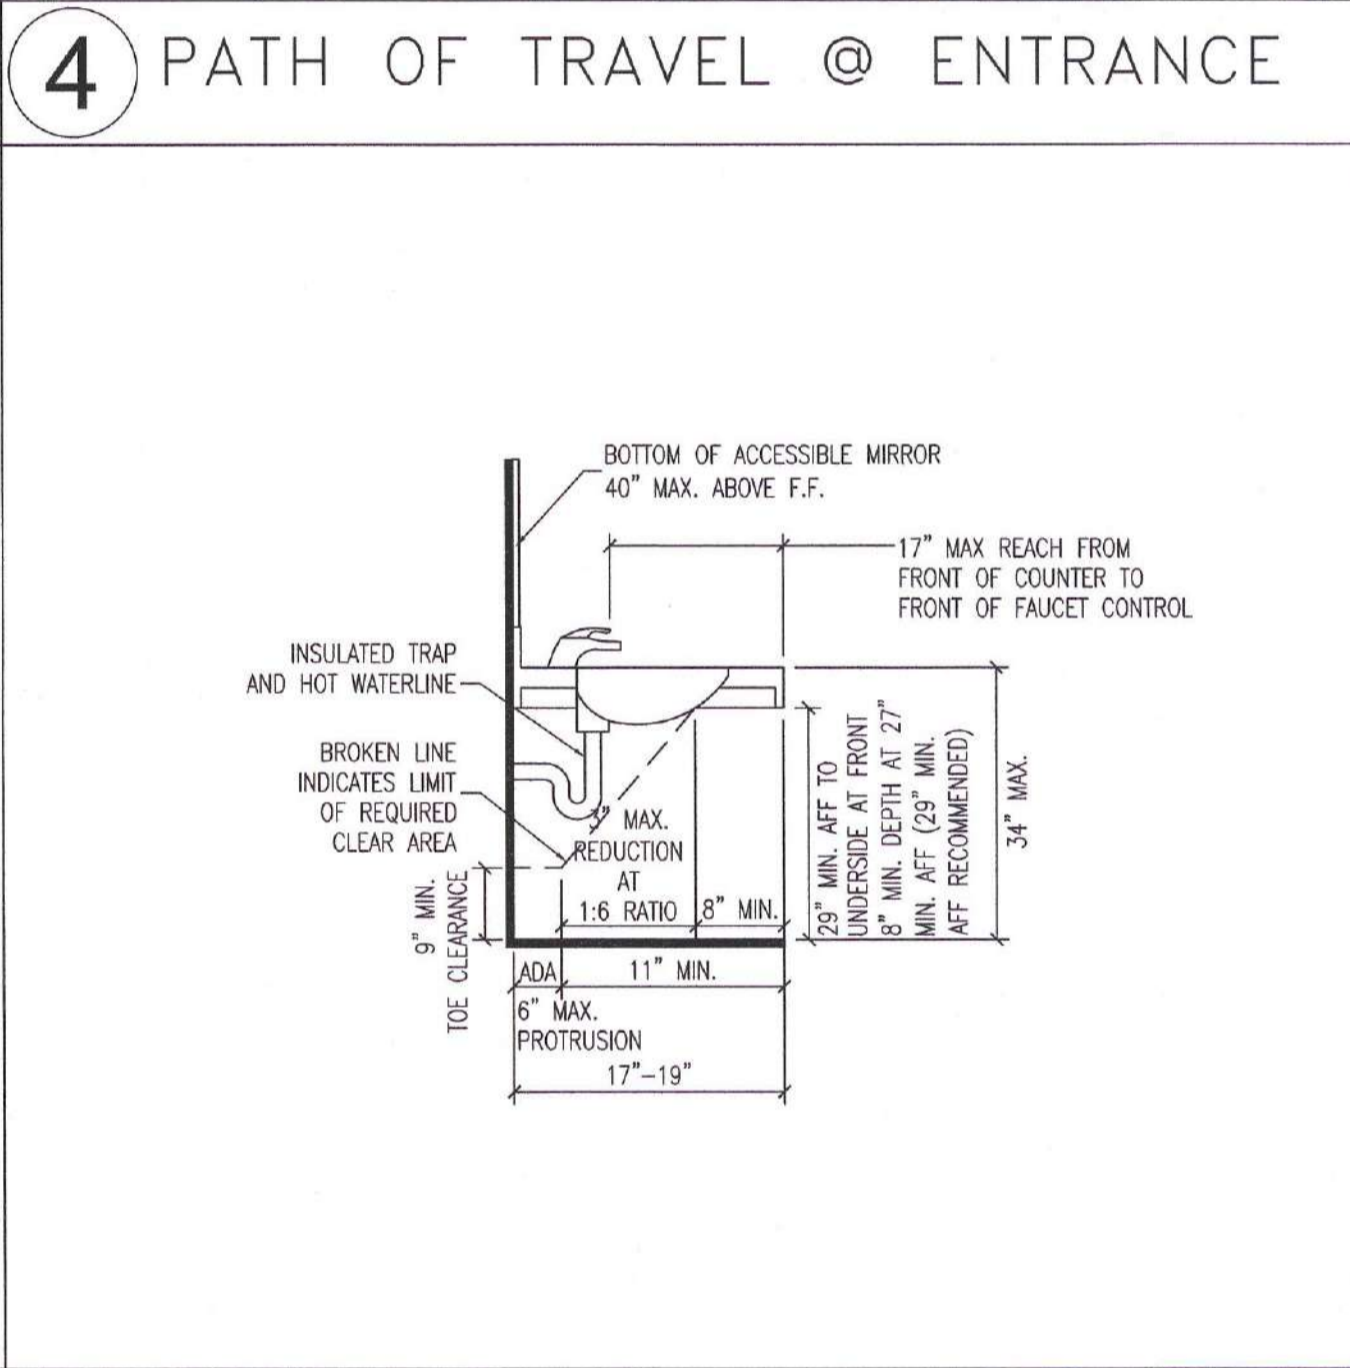 4 PATH OF TRAVEL @ ENTRANCE
BOTTOM OF ACCESSIBLE MIRROR
40" MAX. ABOVE F.F.
17" MAX REACH FROM
FRONT OF COUNTER TO
FRONT OF FAUCET CONTROL
INSULATED TRAP
AND HOT WATERLINE
BROKEN LINE
INDICATES LIMIT
OF REQUIRED
CLEAR AREA
MAX.
REDUCTION
AT
1:6 RATIO
8" MIN.
9" MIN.
TOE CLEARANCE
29" MIN. AFF TO
UNDERSIDE AT FRONT
8" MIN. DEPTH AT 27"
MIN. AFF (29" MIN.
AFF RECOMMENDED)
34" MAX.
ADA
11" MIN.
6" MAX.
PROTRUSION
17"-19"